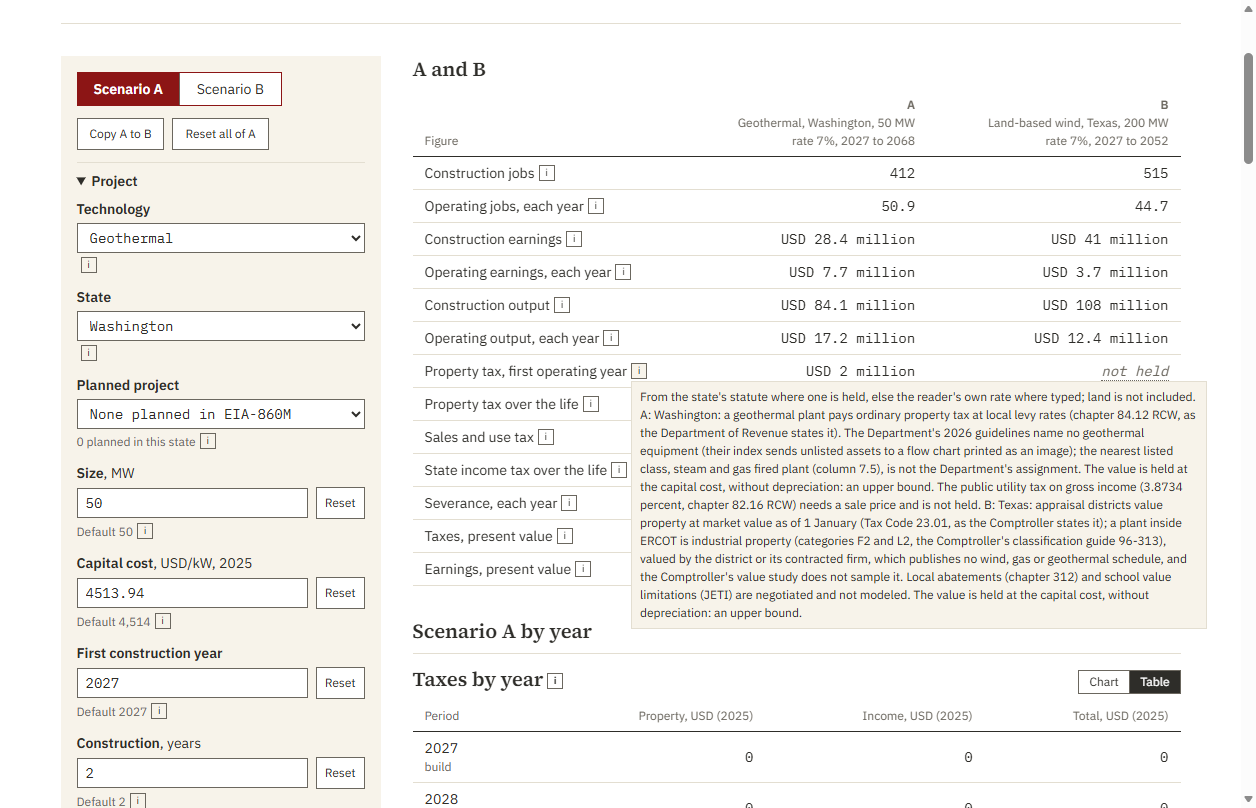 Scenario A
Scenario B
Copy A to B
Reset all of A
▼ Project
Technology
Geothermal
i
State
Washington
i
Planned project
None planned in EIA-860M
0 planned in this state i
Size, MW
50
Reset
Default 50 i
Capital cost, USD/kW, 2025
4513.94
Reset
Default 4,514 i
First construction year
2027
Reset
Default 2027 i
Construction, years
2
Reset
Default 2 i
A and B
A
B
Geothermal, Washington, 50 MW
Land-based wind, Texas, 200 MW
Figure
rate 7%, 2027 to 2068
rate 7%, 2027 to 2052
Construction jobs i 412 515
Operating jobs, each year i 50.9 44.7
Construction earnings i USD 28.4 million USD 41 million
Operating earnings, each year i USD 7.7 million USD 3.7 million
Construction output i USD 84.1 million USD 108 million
Operating output, each year i USD 17.2 million USD 12.4 million
Property tax, first operating year i USD 2 million not held
Property tax over the life i
Sales and use tax i
State income tax over the life i
Severance, each year i
Taxes, present value i
Earnings, present value i
From the state's statute where one is held, else the reader's own rate where typed; land is not included.
A: Washington: a geothermal plant pays ordinary property tax at local levy rates (chapter 84.12 RCW, as
the Department of Revenue states it). The Department's 2026 guidelines name no geothermal
equipment (their index sends unlisted assets to a flow chart printed as an image); the nearest listed
class, steam and gas fired plant (column 7.5), is not the Department's assignment. The value is held at
the capital cost, without depreciation: an upper bound. The public utility tax on gross income (3.8734
percent, chapter 82.16 RCW) needs a sale price and is not held. B: Texas: appraisal districts value
property at market value as of 1 January (Tax Code 23.01, as the Comptroller states it); a plant inside
ERCOT is industrial property (categories F2 and L2, the Comptroller's classification guide 96-313),
valued by the district or its contracted firm, which publishes no wind, gas or geothermal schedule, and
the Comptroller's value study does not sample it. Local abatements (chapter 312) and school value
limitations (JETI) are negotiated and not modeled. The value is held at the capital cost, without
depreciation: an upper bound.
Scenario A by year
Taxes by year i
Chart
Table
Period Property, USD (2025) Income, USD (2025) Total, USD (2025)
2027
build
0 0 0
2028
0 0 0